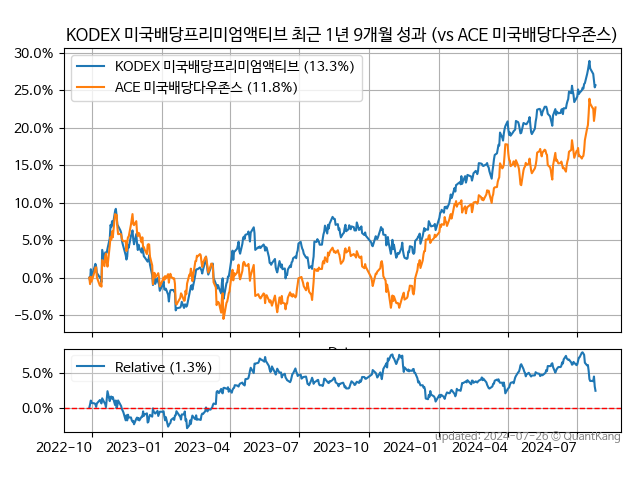 KODEX 미국배당프리미엄액티브 최근 1년 9개월 성과 (vs ACE 미국배당다우존스)
30.0%
25.0%
20.0%
15.0%
10.0%
5.0%
0.0%
−5.0%
KODEX 미국배당프리미엄액티브 (13.3%)
ACE 미국배당다우존스 (11.8%)
5.0%
0.0%
Relative (1.3%)
2022-10 2023-01 2023-04 2023-07 2023-10 2024-01 2024-04 2024-07
Updated: 2024-07-26 © QuantKang